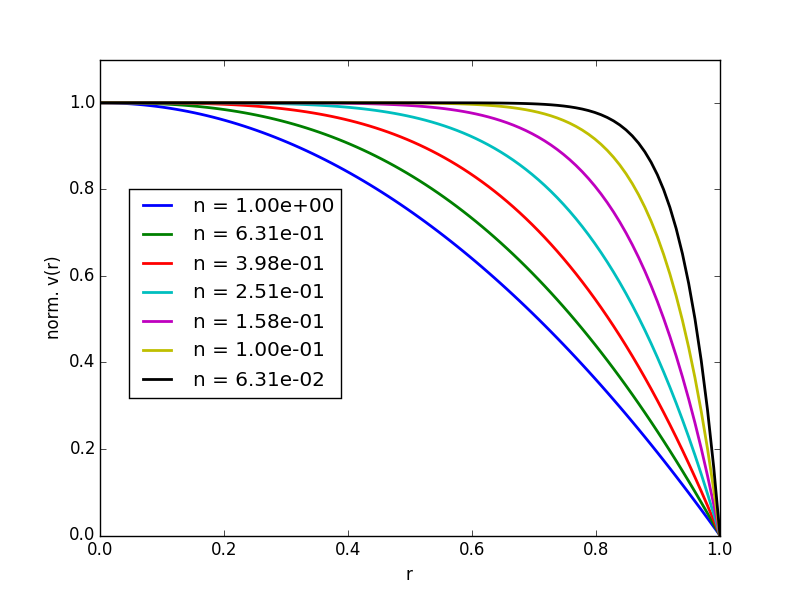 1.0
0.8
0.6
0.4
0.2
0.0
norm. v(r)
n = 1.00e+00
n = 6.31e-01
n = 3.98e-01
n = 2.51e-01
n = 1.58e-01
n = 1.00e-01
n = 6.31e-02
0.0 0.2 0.4 0.6 0.8 1.0
r